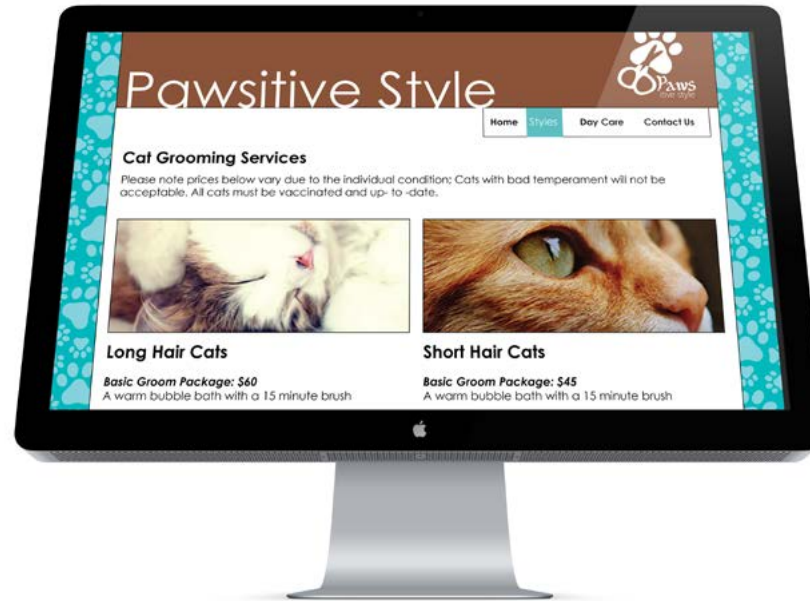 Pawsitive Style
Paws
Home Styles Day Care Contact Us
Cat Grooming Services
Please note prices below vary due to the individual condition; Cats with bad temperament will not be
acceptable. All cats must be vaccinated and up- to -date.
Long Hair Cats
Basic Groom Package: $60
A warm bubble bath with a 15 minute brush
Short Hair Cats
Basic Groom Package: $45
A warm bubble bath with a 15 minute brush